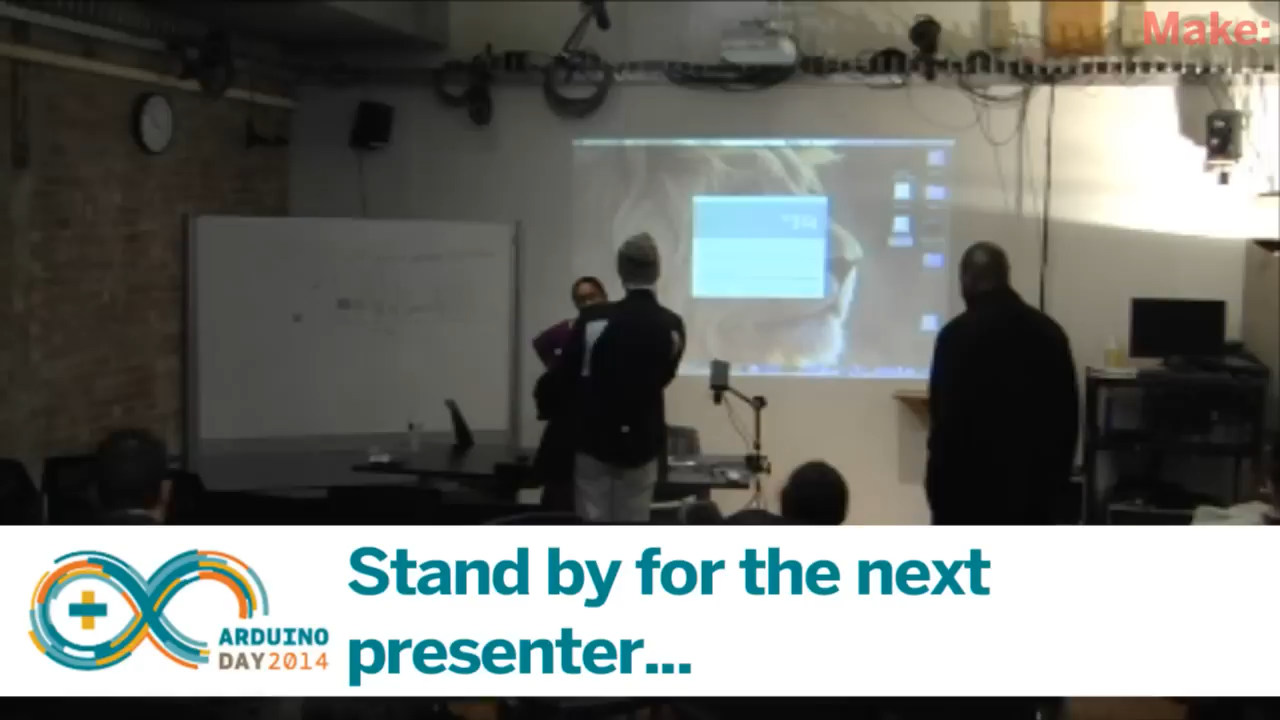 Make:
Stand by for the next
presenter...
ARDUINO
DAY2014